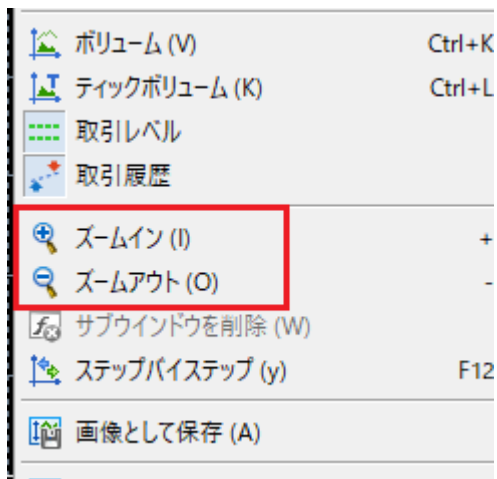 ボリューム (V) Ctrl+K
ティックボリューム (K) Ctrl+L
取引レベル
取引履歴
ズームイン (I) +
ズームアウト (O) -
サブウインドウを削除 (W)
ステップバイステップ (y) F12
画像として保存 (A)